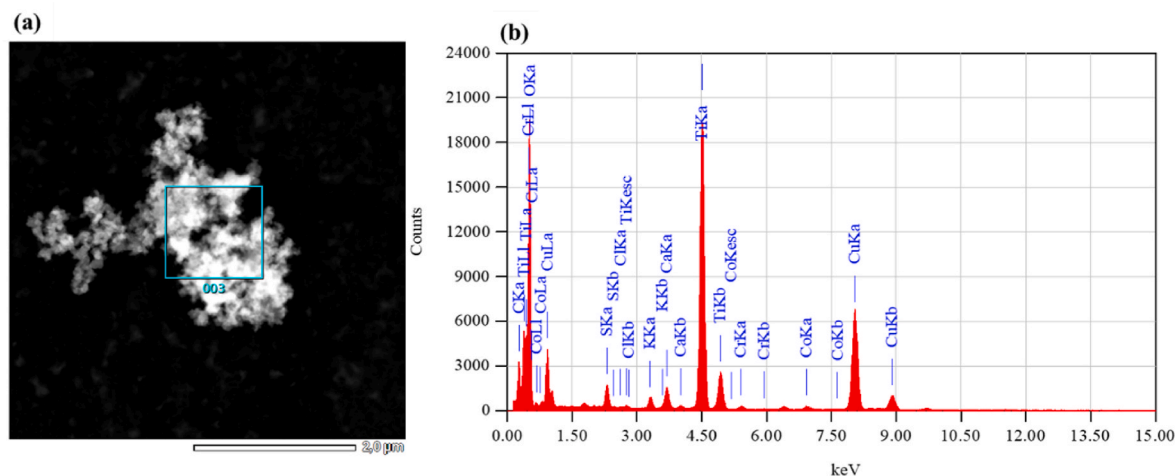 (a)
003
2,0 µm
(b)
Counts
24000
21000
18000
15000
12000
9000
6000
3000
0
CKa
TiLl
TiLa
CrLa
CrLl
OKa
CoLl
CoLa
CuLa
SKa
SKb
ClKa
TiKesc
ClKb
KKa
KKb
CaKa
CaKb
TiKa
TiKb
CoKesc
CrKa
CrKb
CoKa
CoKb
CuKa
CuKb
0.00 1.50 3.00 4.50 6.00 7.50 9.00 10.50 12.00 13.50 15.00
keV